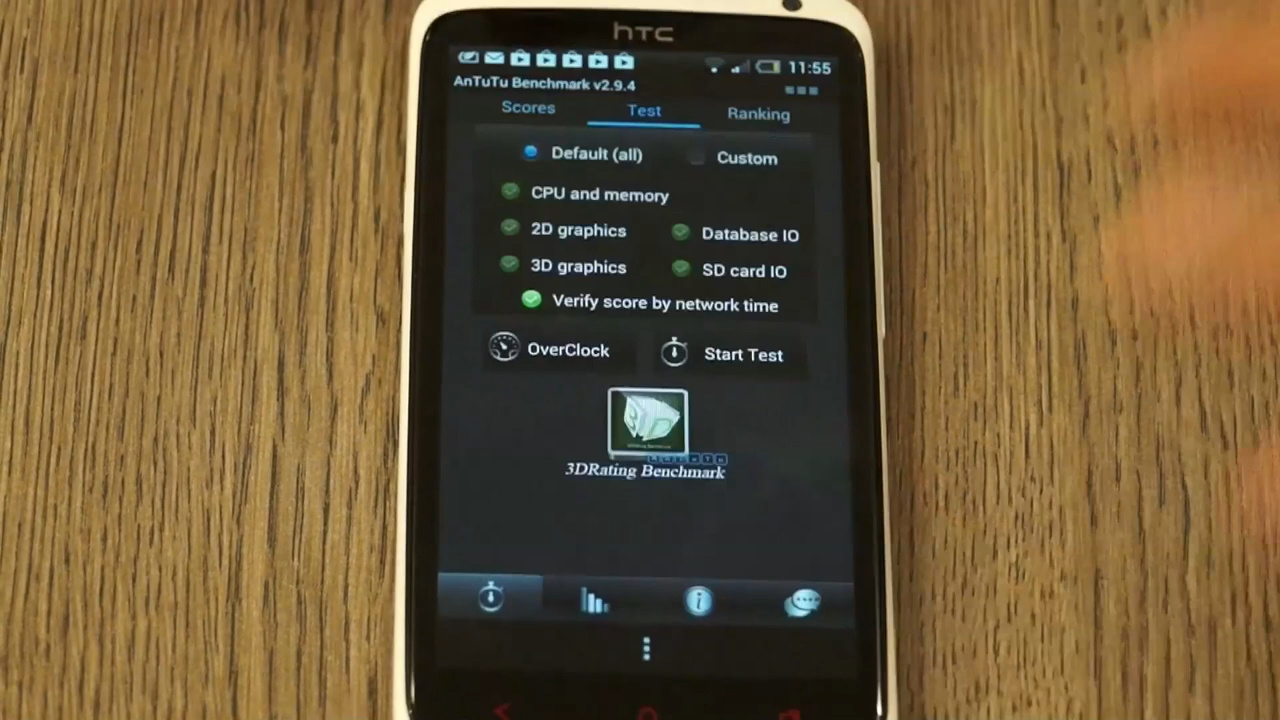 hTC
11:55
AnTuTu Benchmark v2.9.4
Scores Test Ranking
Default (all) Custom
CPU and memory
2D graphics Database IO
3D graphics SD card IO
Verify score by network time
OverClock Start Test
3DRating Benchmark